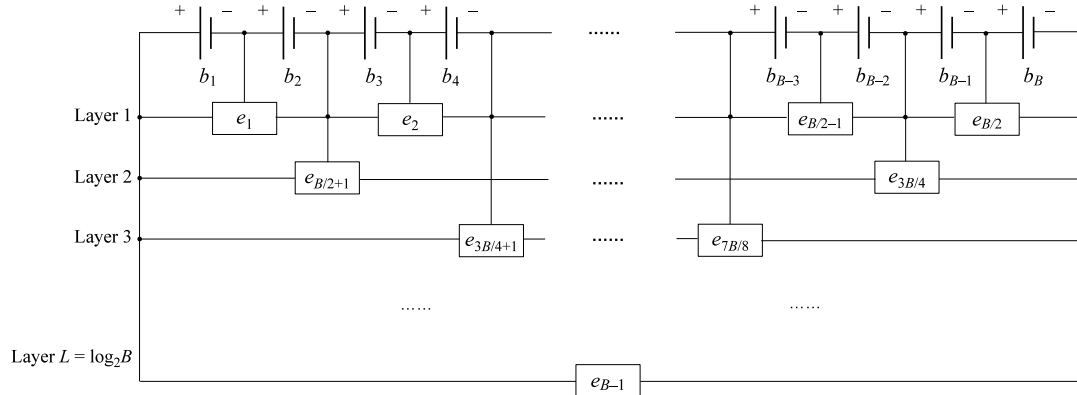 + − + − + − + − ...... + − + − + − + −
b1 b2 b3 b4 bB−3 bB−2 bB−1 bB
Layer 1 e1 e2 ...... eB/2−1 eB/2
Layer 2 eB/2+1 ...... e3B/4
Layer 3 e3B/4+1 ...... e7B/8
...... ......
Layer L = log2B
eB−1